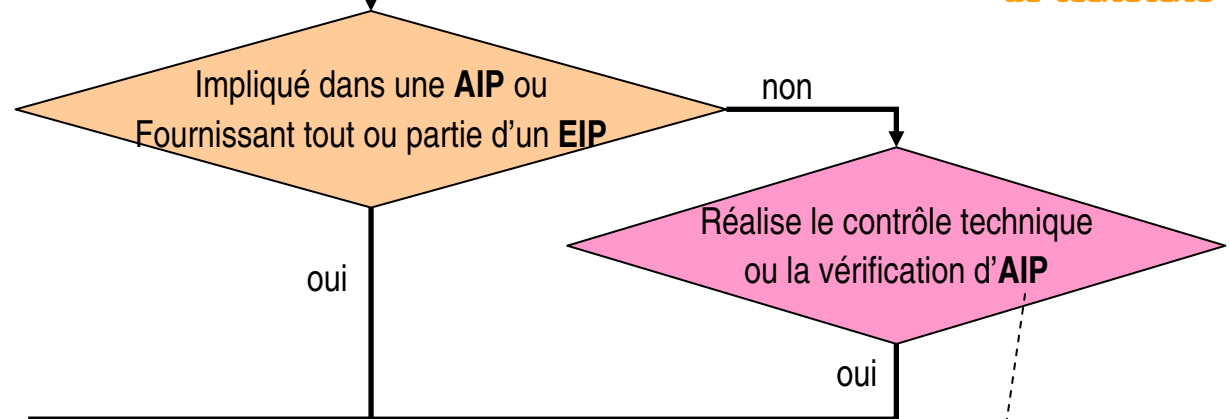 Impliqué dans une AIP ou
Fournissant tout ou partie d'un EIP
non
Réalise le contrôle technique
ou la vérification d'AIP
oui
oui